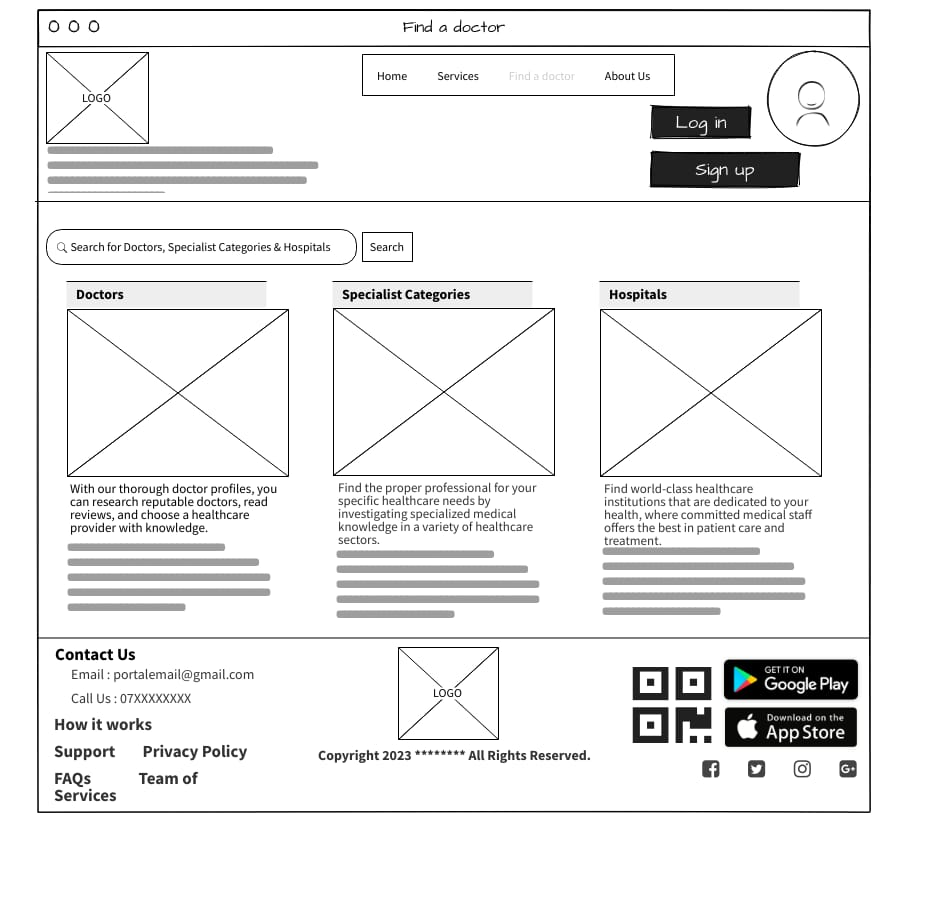 Find a doctor
LOGO
Home Services Find a doctor About Us
Log in
Sign up
Search for Doctors, Specialist Categories & Hospitals Search
Doctors
With our thorough doctor profiles, you
can research reputable doctors, read
reviews, and choose a healthcare
provider with knowledge.
Specialist Categories
Find the proper professional for your
specific healthcare needs by
investigating specialized medical
knowledge in a variety of healthcare
sectors.
Hospitals
Find world-class healthcare
institutions that are dedicated to your
health, where committed medical staff
offers the best in patient care and
treatment.
Contact Us
Email : portalemail@gmail.com
Call Us : 07XXXXXXXX
How it works
Support Privacy Policy
FAQs Team of
Services
LOGO
Copyright 2023 ******** All Rights Reserved.
GET IT ON
Google Play
Download on the
App Store